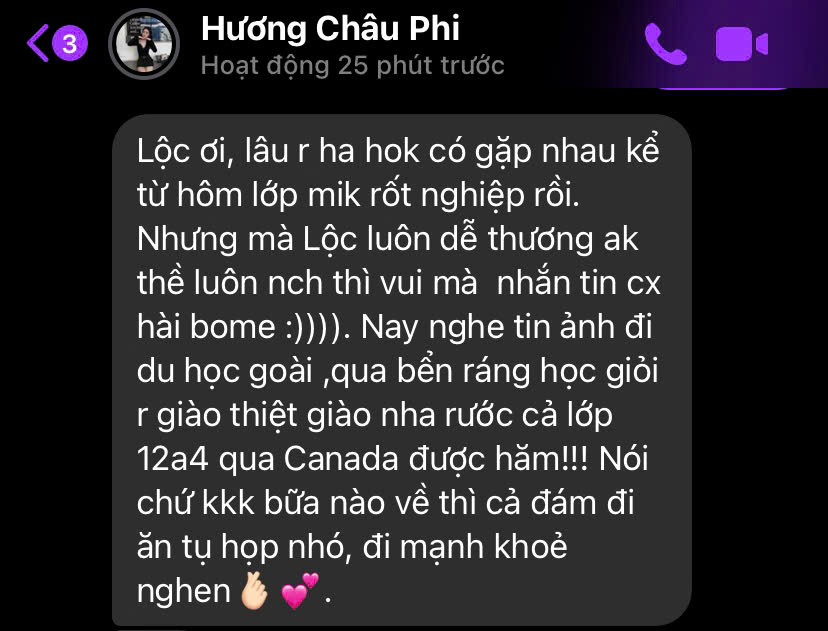 3
Hương Châu Phi
Hoạt động 25 phút trước
Lộc ơi, lâu r ha hok có gặp nhau kể
từ hôm lớp mik rốt nghiệp rồi.
Nhưng mà Lộc luôn dễ thương ak
thề luôn nch thì vui mà  nhắn tin cx
hài bome :)))). Nay nghe tin ảnh đi
du học goài ,qua bển ráng học giỏi
r giào thiệt giào nha rước cả lớp
12a4 qua Canada được hăm!!! Nói
chứ kkk bữa nào về thì cả đám đi
ăn tụ họp nhó, đi mạnh khoẻ
nghen🫰🏻💕.